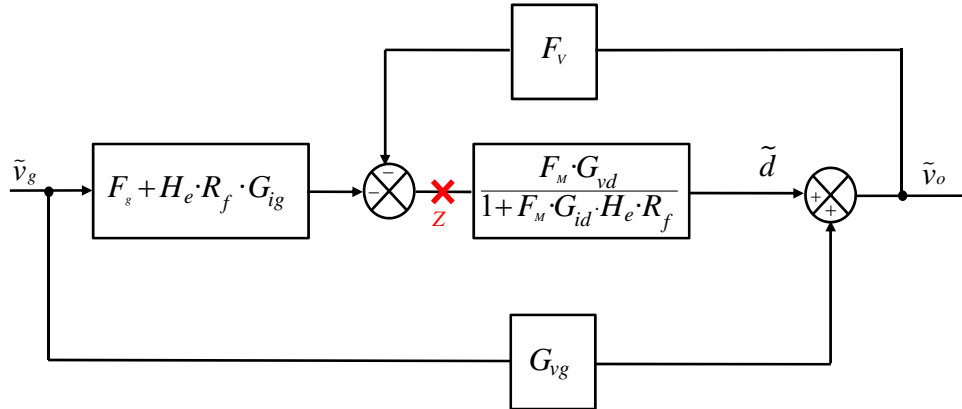 F_v
ṽ_g
F_g + H_e·R_f·G_ig
−
−
Z
F_M·G_vd
1 + F_M·G_id·H_e·R_f
d̃
+
+
ṽ_o
G_vg